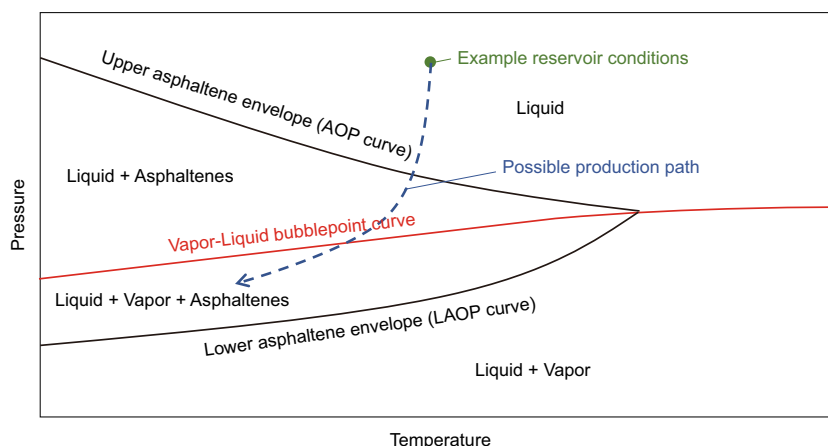 Upper asphaltene envelope (AOP curve)
Example reservoir conditions
Liquid
Possible production path
Liquid + Asphaltenes
Pressure
Vapor-Liquid bubblepoint curve
Liquid + Vapor + Asphaltenes
Lower asphaltene envelope (LAOP curve)
Liquid + Vapor
Temperature